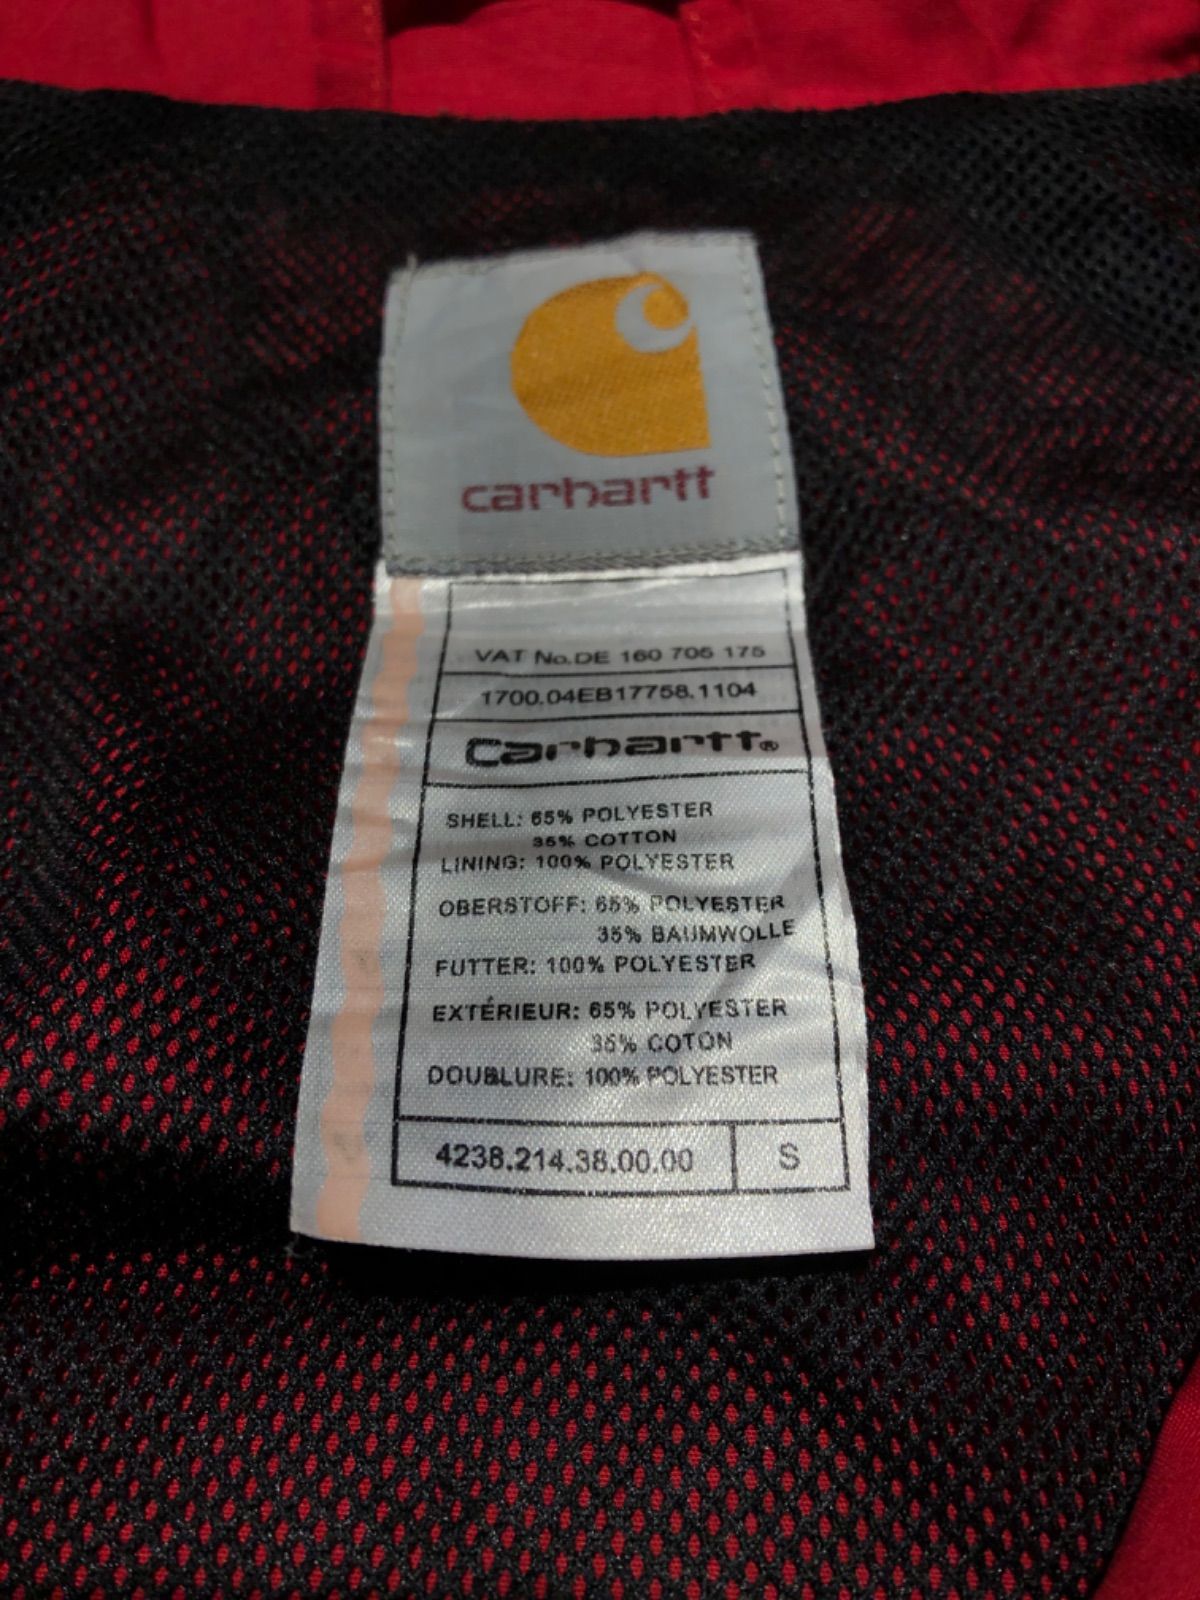 carhartt
VAT No.DE 160 705 175
1700.04EB17758.1104
Carhartt®
SHELL: 65% POLYESTER
35% COTTON
LINING: 100% POLYESTER
OBERSTOFF: 65% POLYESTER
35% BAUMWOLLE
FUTTER: 100% POLYESTER
EXTÉRIEUR: 65% POLYESTER
35% COTON
DOUBLURE: 100% POLYESTER
4238.214.38.00.00 S